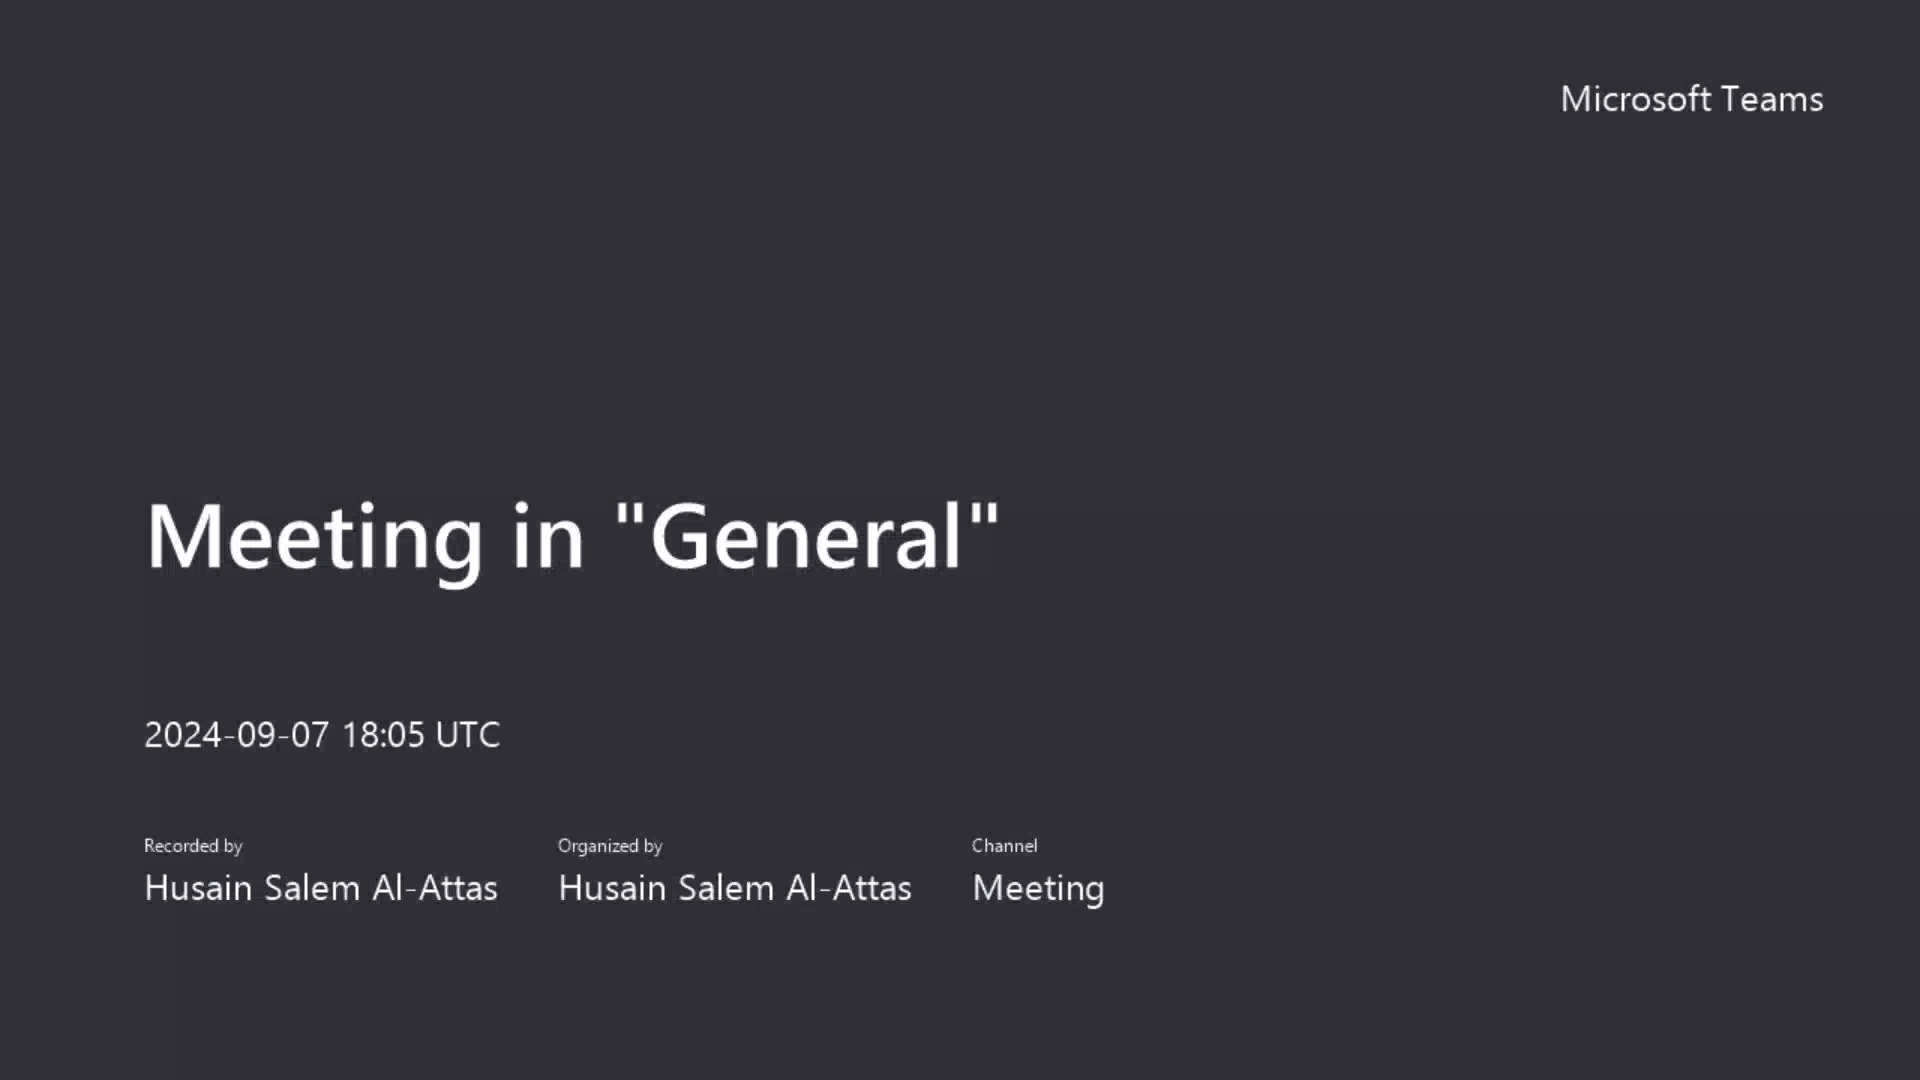 Microsoft Teams
Meeting in "General"
2024-09-07 18:05 UTC
Recorded by
Husain Salem Al-Attas
Organized by
Husain Salem Al-Attas
Channel
Meeting